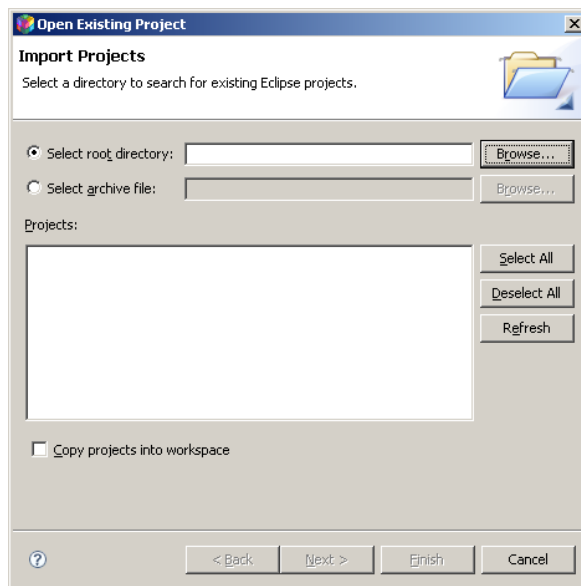 Open Existing Project
Import Projects
Select a directory to search for existing Eclipse projects.
Select root directory: Browse...
Select archive file: Browse...
Projects:
Select All
Deselect All
Refresh
Copy projects into workspace
? < Back Next > Finish Cancel